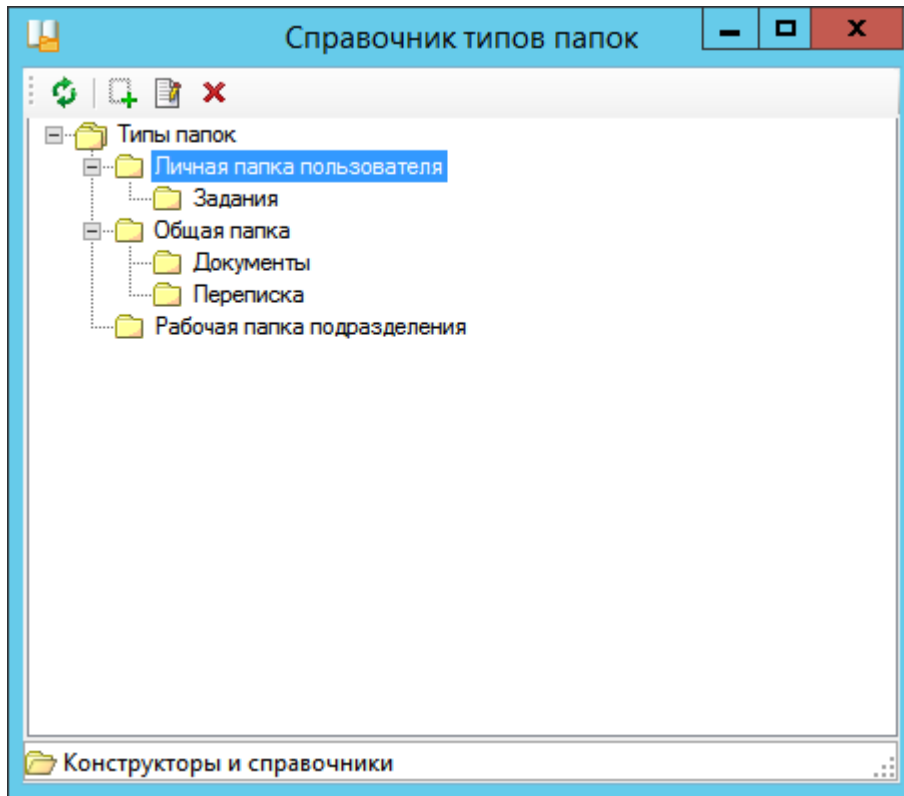 Справочник типов папок
Типы папок
Личная папка пользователя
Задания
Общая папка
Документы
Переписка
Рабочая папка подразделения
Конструкторы и справочники